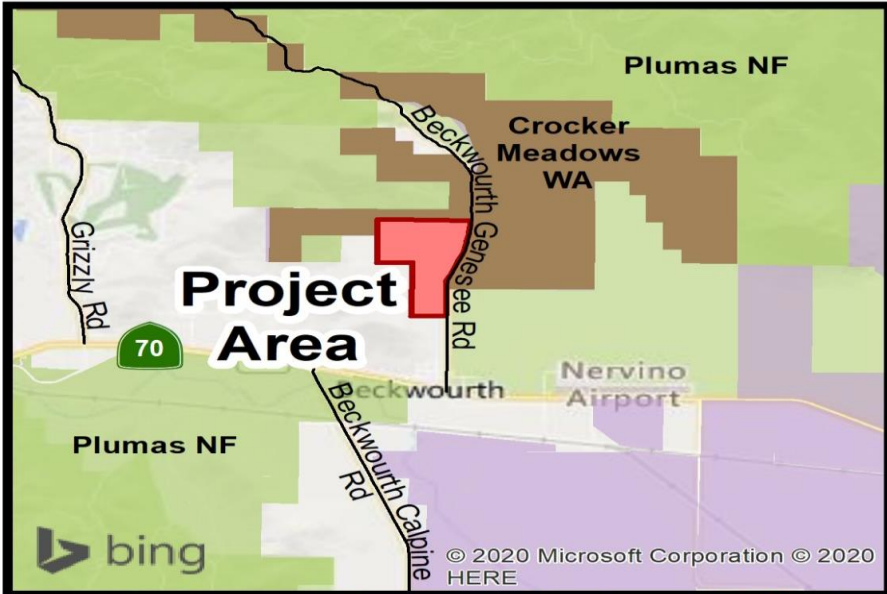 Plumas NF
Crocker
Meadows
WA
Beckwourth Genesee Rd
Grizzly Rd
Project
Area
70
Nervino
Airport
Beckwourth
Beckwourth Calpine
Rd
Plumas NF
bing
© 2020 Microsoft Corporation © 2020
HERE